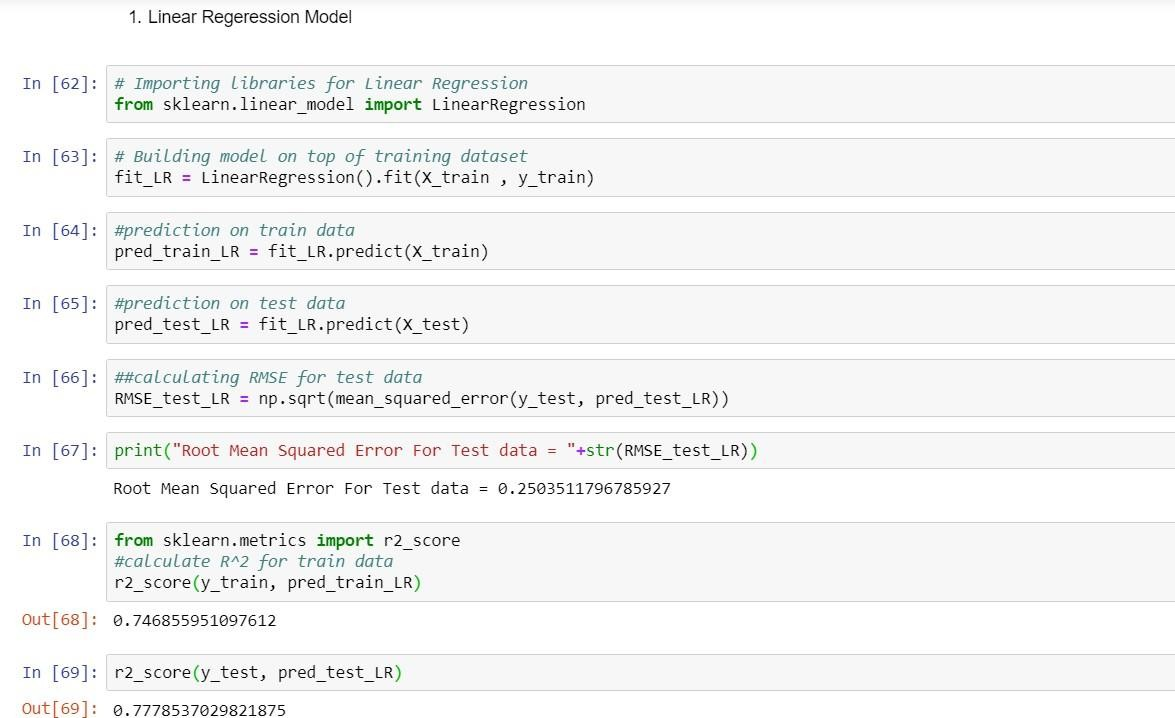 1. Linear Regeression Model
In [62]: # Importing libraries for Linear Regression
from sklearn.linear_model import LinearRegression
In [63]: # Building model on top of training dataset
fit_LR = LinearRegression().fit(X_train , y_train)
In [64]: #prediction on train data
pred_train_LR = fit_LR.predict(X_train)
In [65]: #prediction on test data
pred_test_LR = fit_LR.predict(X_test)
In [66]: ##calculating RMSE for test data
RMSE_test_LR = np.sqrt(mean_squared_error(y_test, pred_test_LR))
In [67]: print("Root Mean Squared Error For Test data = "+str(RMSE_test_LR))
Root Mean Squared Error For Test data = 0.2503511796785927
In [68]: from sklearn.metrics import r2_score
#calculate R^2 for train data
r2_score(y_train, pred_train_LR)
Out[68]: 0.746855951097612
In [69]: r2_score(y_test, pred_test_LR)
Out[69]: 0.7778537029821875